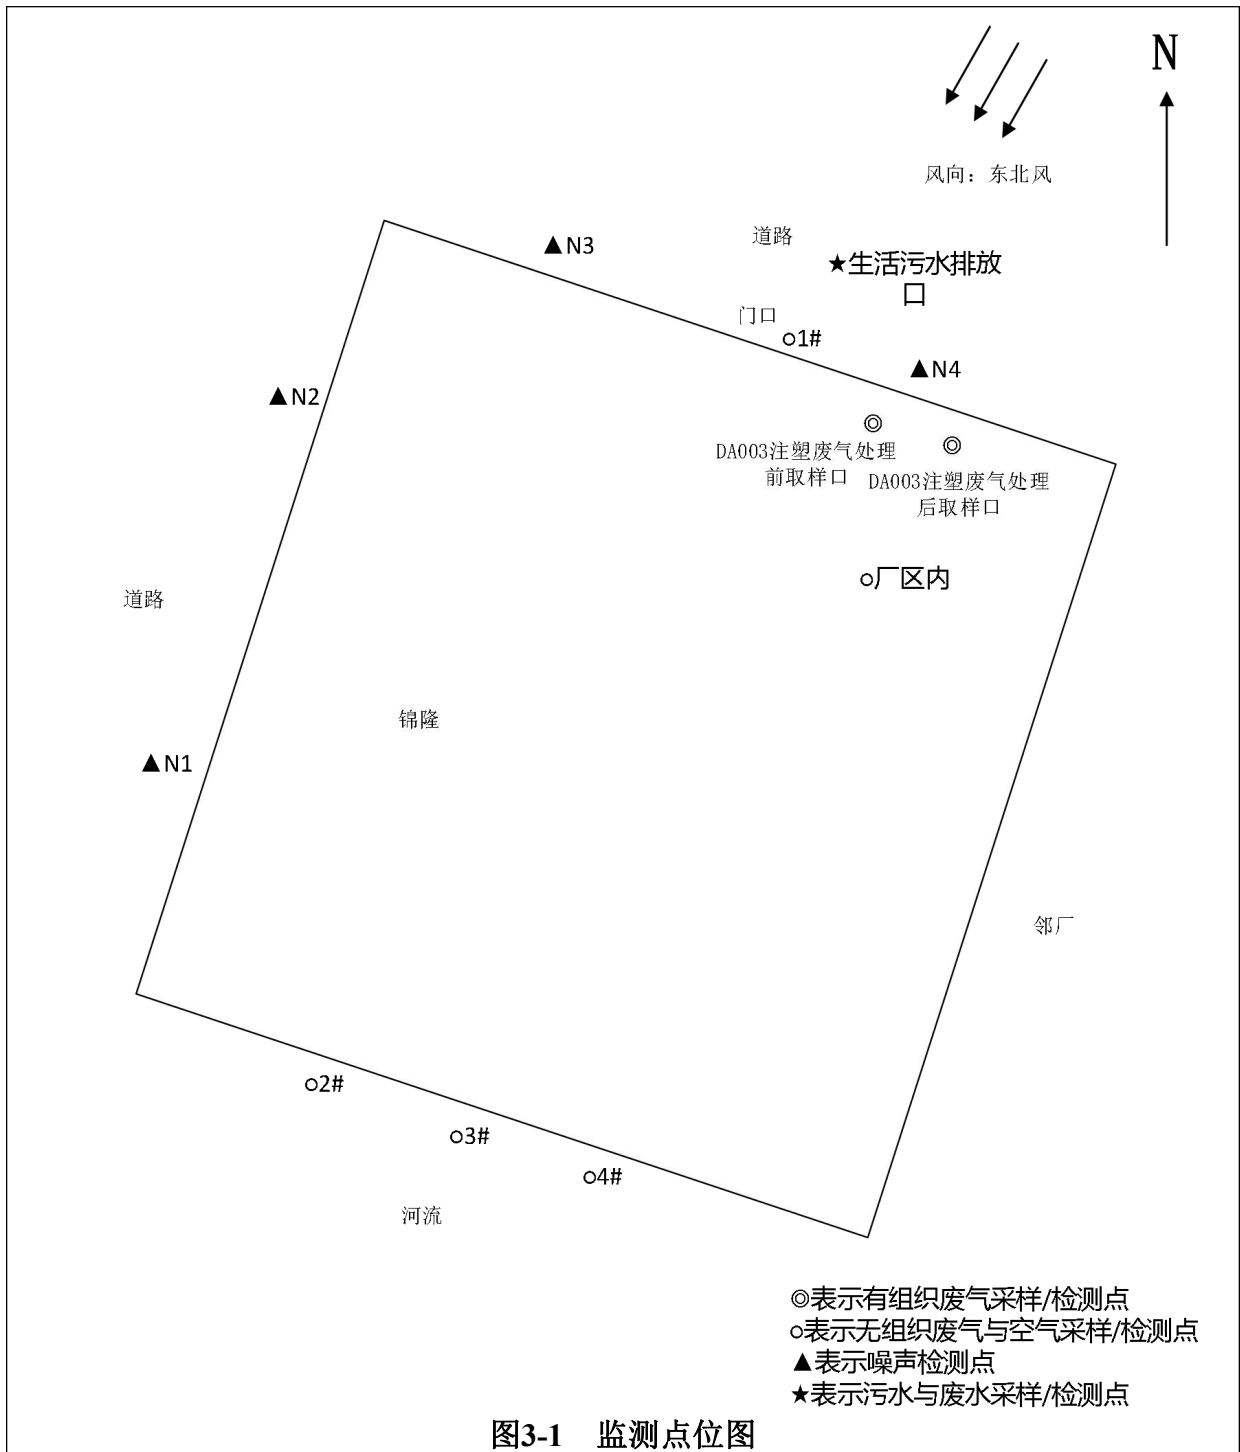 N
风向：东北风
道路
▲N3
★生活污水排放
口
门口
○1#
▲N4
▲N2
◎
◎
DA003注塑废气处理
前取样口
DA003注塑废气处理
后取样口
○厂区内
道路
锦隆
▲N1
邻厂
○2#
○3#
○4#
河流
◎表示有组织废气采样/检测点
○表示无组织废气与空气采样/检测点
▲表示噪声检测点
★表示污水与废水采样/检测点
图3-1 监测点位图